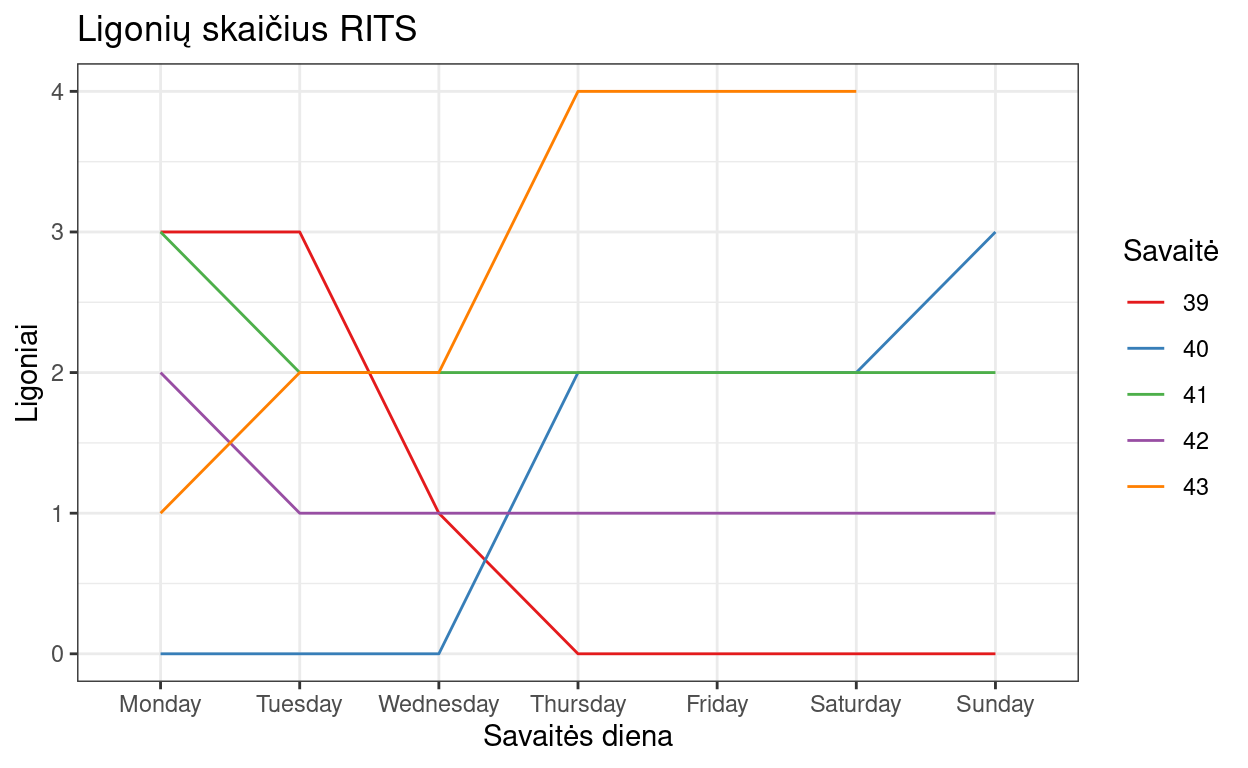 Ligonių skaičius RITS
4
3
2
1
0
Ligoniai
Monday Tuesday Wednesday Thursday Friday Saturday Sunday
Savaitės diena
Savaitė
39
40
41
42
43